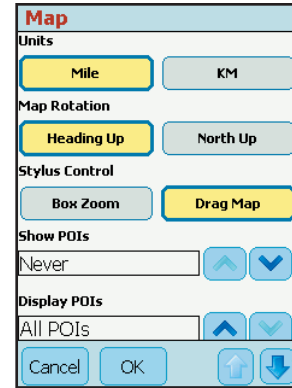 Map
Units
Mile KM
Map Rotation
Heading Up North Up
Stylus Control
Box Zoom Drag Map
Show POIs
Never
Display POIs
All POIs
Cancel OK